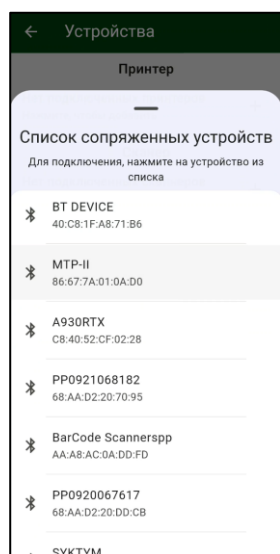 Устройства
Принтер
Список сопряженных устройств
Для подключения, нажмите на устройство из
списка
BT DEVICE
40:C8:1F:A8:71:B6
MTP-II
86:67:7A:01:0A:D0
A930RTX
C8:40:52:CF:02:28
PP0921068182
68:AA:D2:20:70:95
BarCode Scannerspp
AA:A8:AC:0A:DD:FD
PP0920067617
68:AA:D2:20:DD:CB
SYKTYM